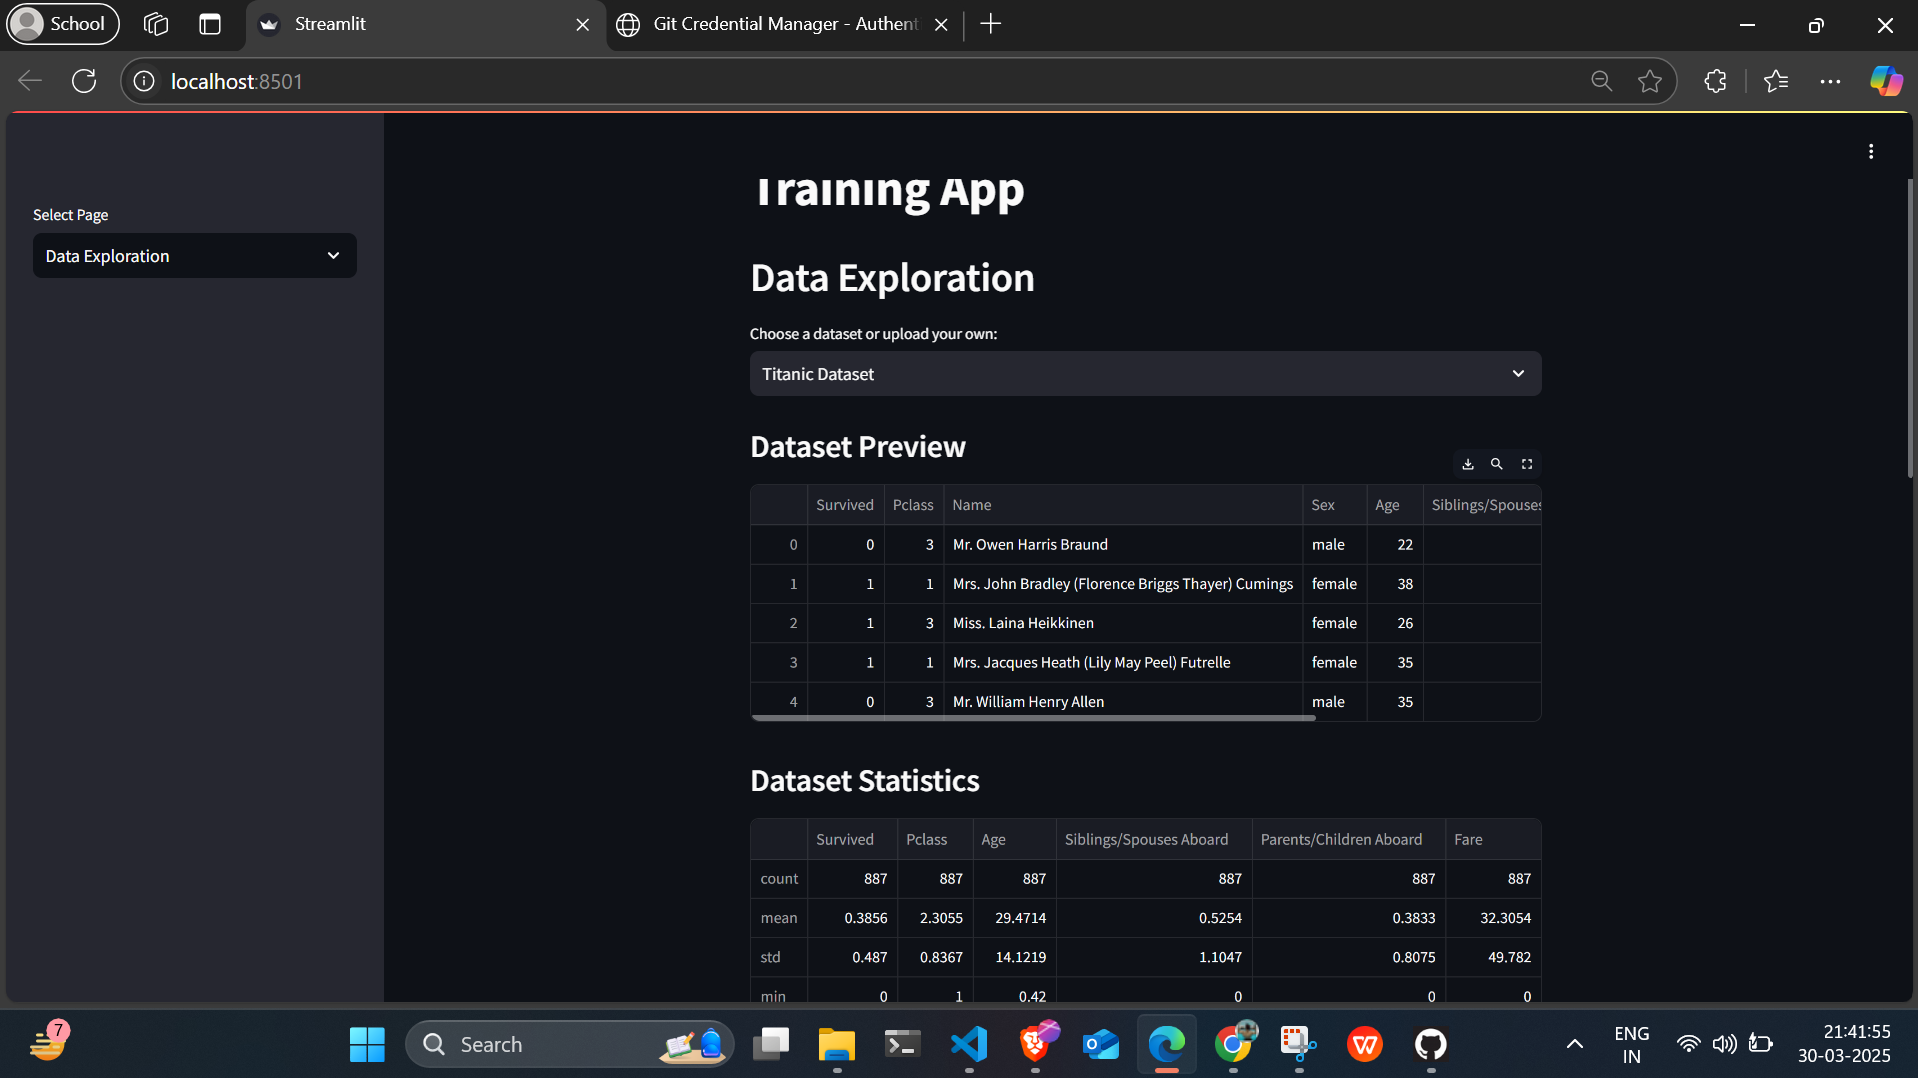 School
Streamlit
Git Credential Manager - Authent
localhost:8501
Select Page
Data Exploration
Training App
Data Exploration
Choose a dataset or upload your own:
Titanic Dataset
Dataset Preview
Survived Pclass Name Sex Age Siblings/Spouses
0 0 3 Mr. Owen Harris Braund male 22
1 1 1 Mrs. John Bradley (Florence Briggs Thayer) Cumings female 38
2 1 3 Miss. Laina Heikkinen female 26
3 1 1 Mrs. Jacques Heath (Lily May Peel) Futrelle female 35
4 0 3 Mr. William Henry Allen male 35
Dataset Statistics
Survived Pclass Age Siblings/Spouses Aboard Parents/Children Aboard Fare
count 887 887 887 887 887 887
mean 0.3856 2.3055 29.4714 0.5254 0.3833 32.3054
std 0.487 0.8367 14.1219 1.1047 0.8075 49.782
min 0 1 0.42 0 0 0
7
Search
ENG
IN
21:41:55
30-03-2025